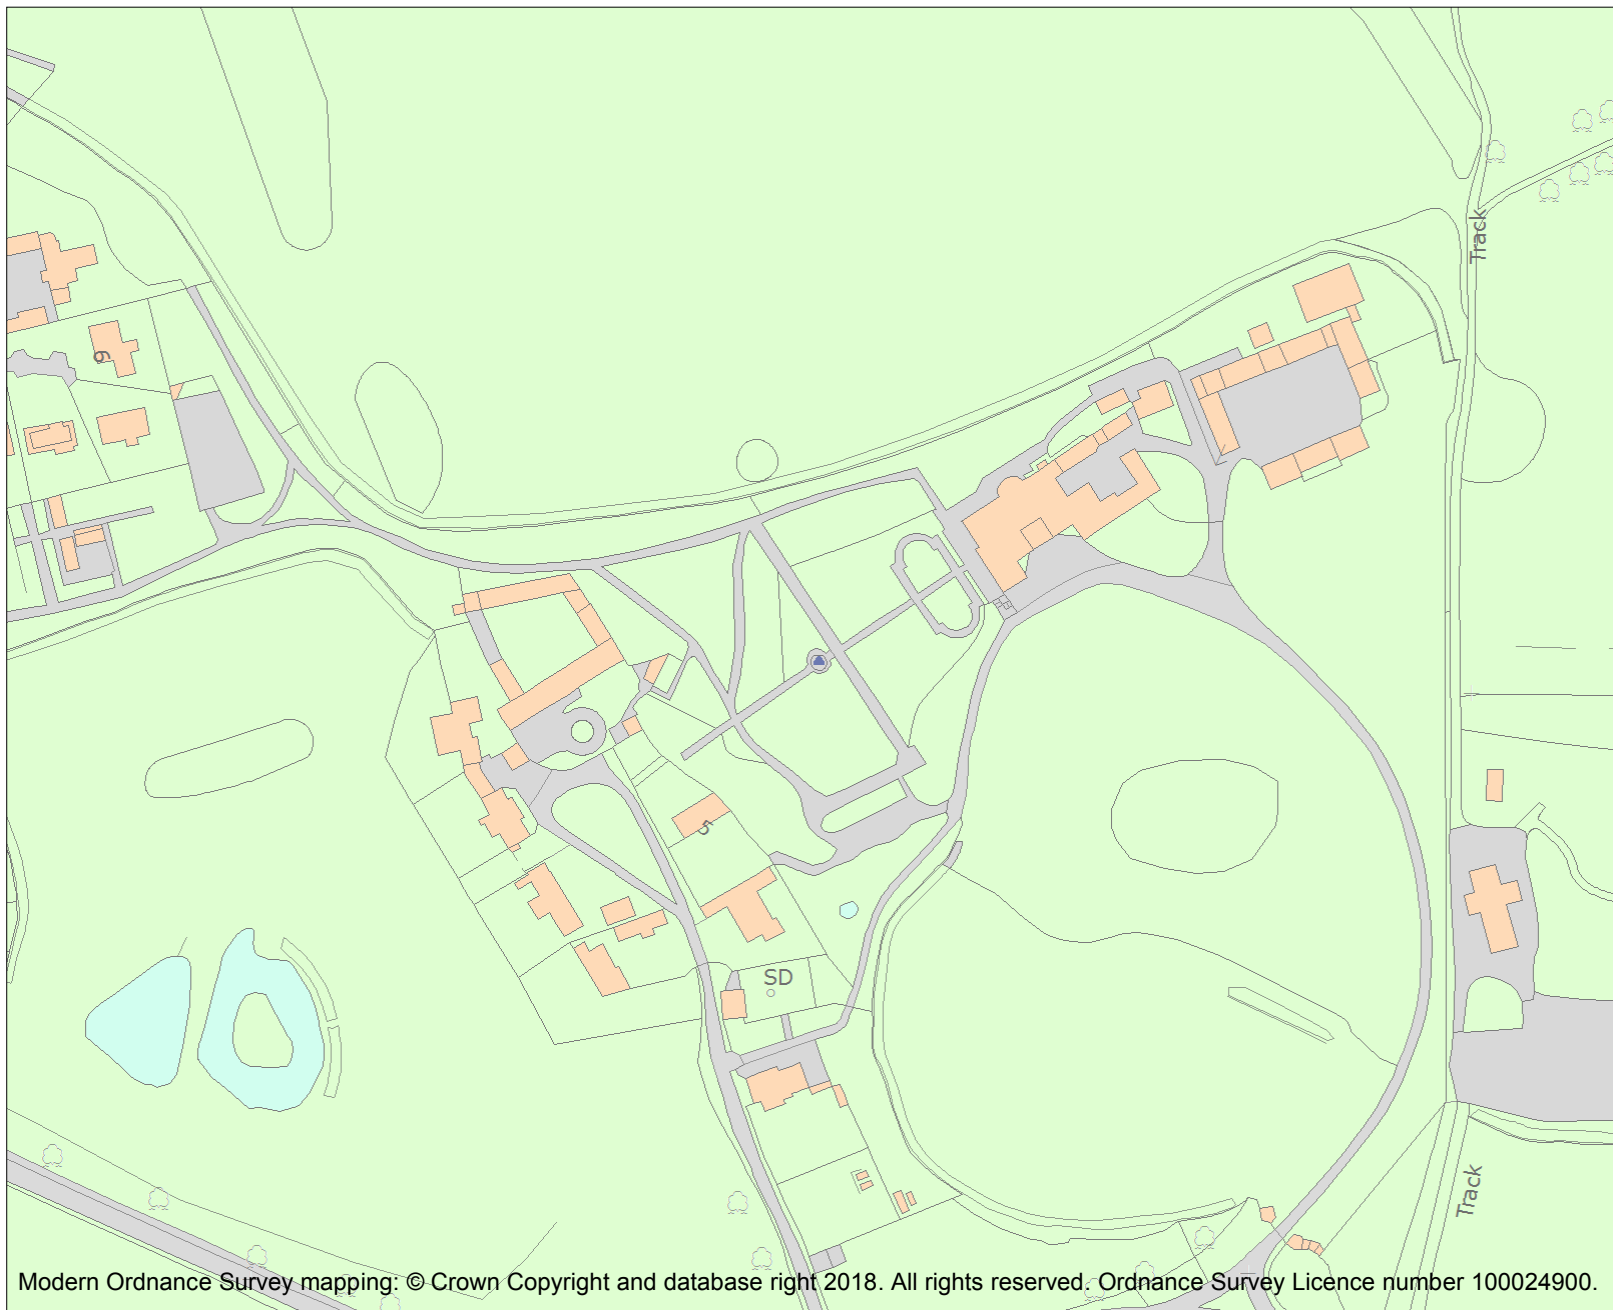 Track
6
5
SD
Track
Modern Ordnance Survey mapping: © Crown Copyright and database right 2018. All rights reserved. Ordnance Survey Licence number 100024900.